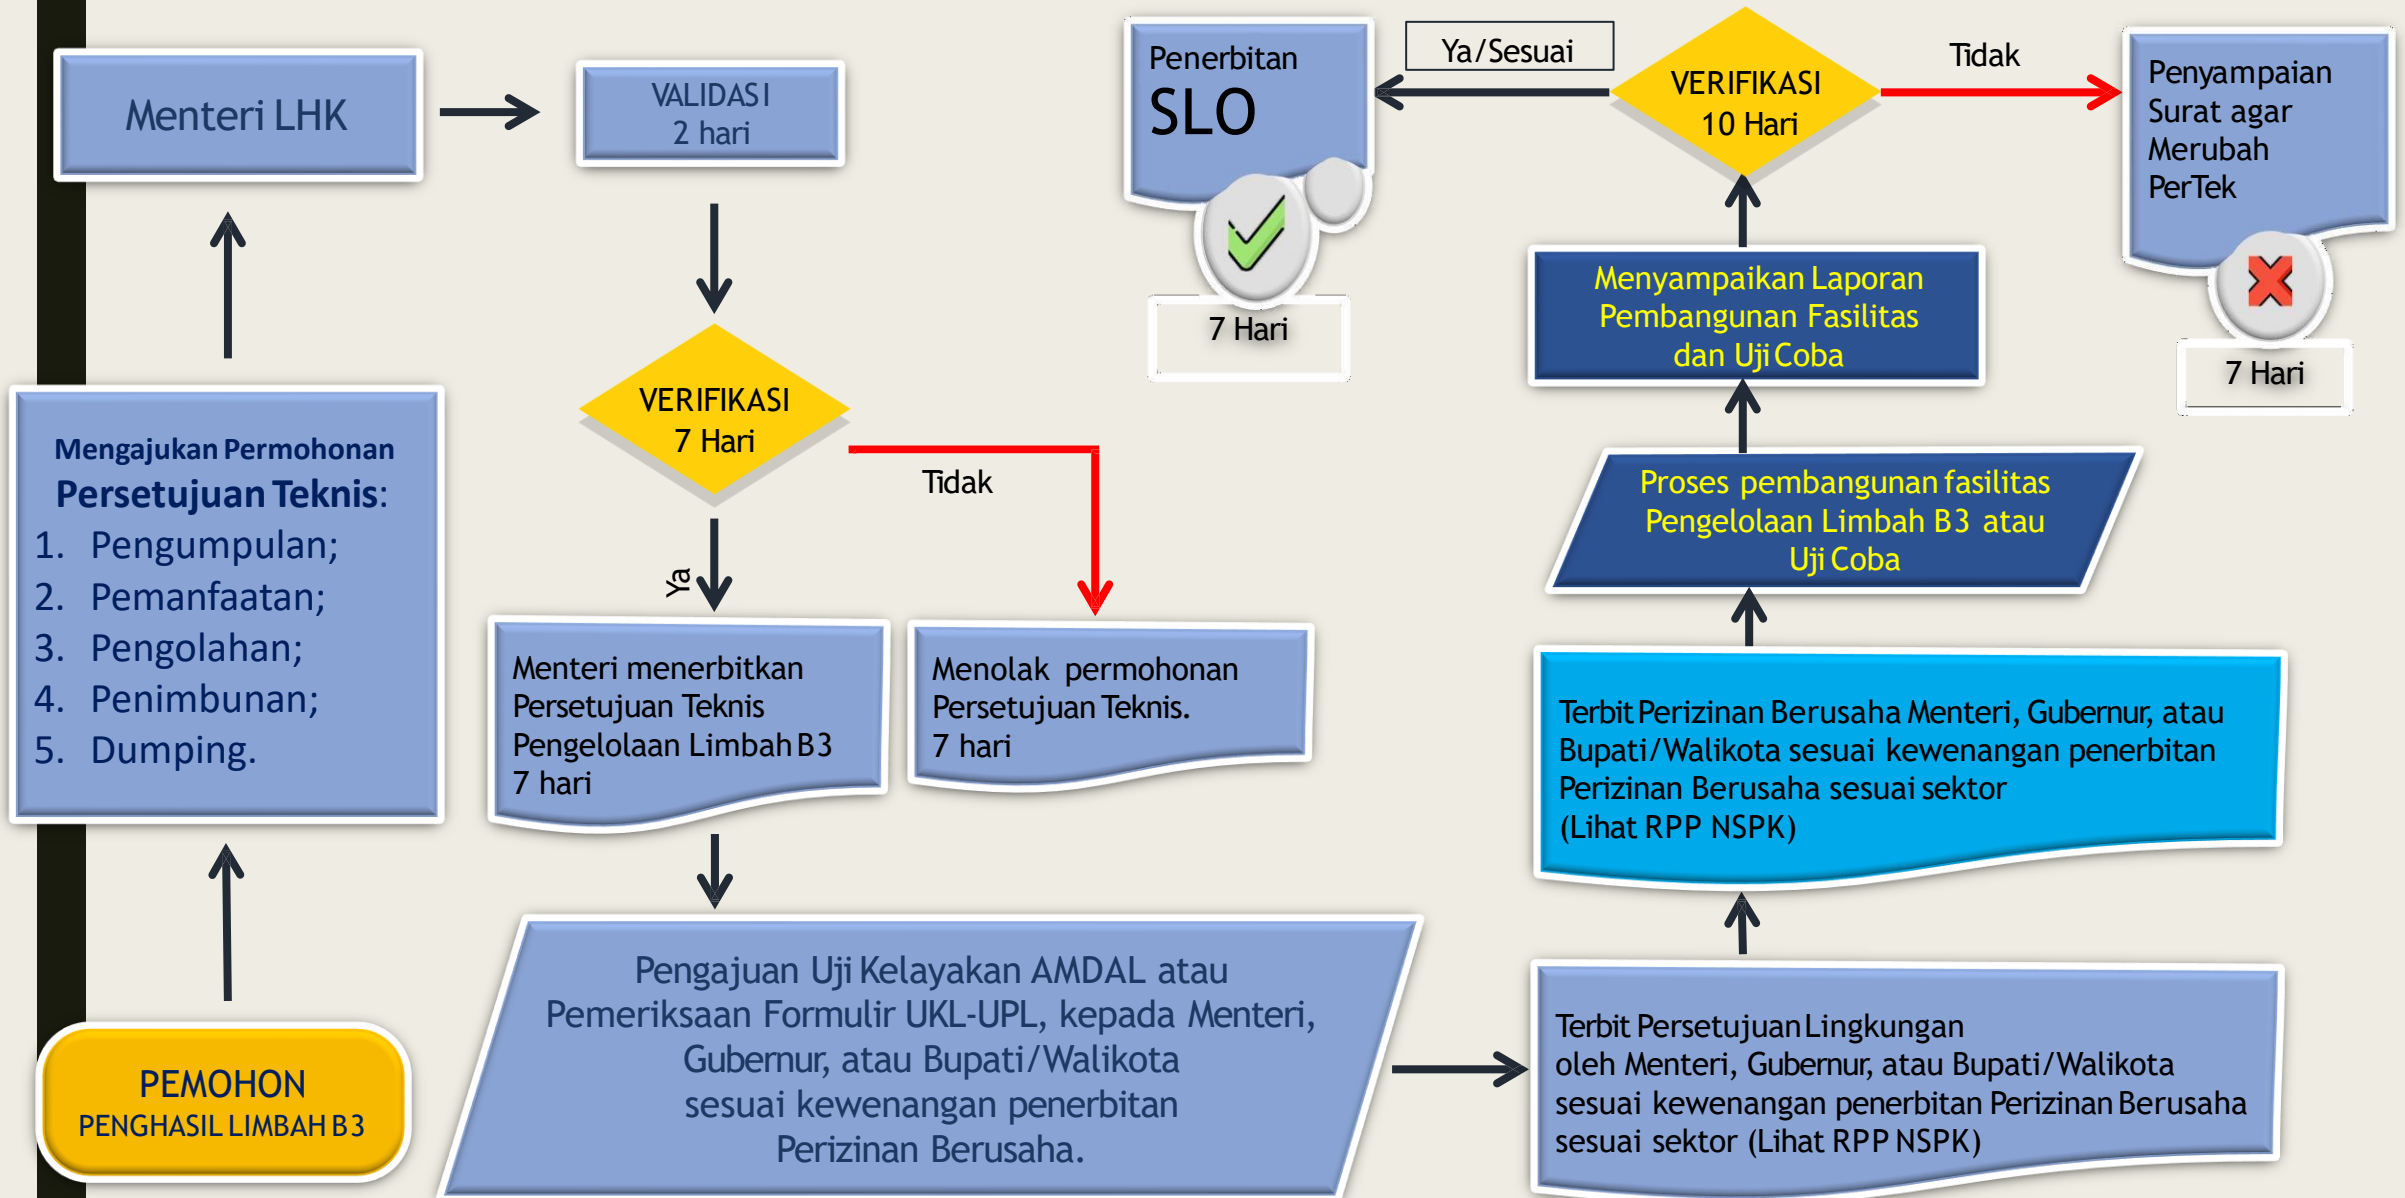 PEMOHON
PENGHASIL LIMBAH B3
Mengajukan Permohonan
Persetujuan Teknis:
1. Pengumpulan;
2. Pemanfaatan;
3. Pengolahan;
4. Penimbunan;
5. Dumping.
Menteri LHK
VALIDASI
2 hari
VERIFIKASI
7 Hari
Tidak
Ya
Menteri menerbitkan
Persetujuan Teknis
Pengelolaan Limbah B3
7 hari
Menolak permohonan
Persetujuan Teknis.
7 hari
Pengajuan Uji Kelayakan AMDAL atau
Pemeriksaan Formulir UKL-UPL, kepada Menteri,
Gubernur, atau Bupati/Walikota
sesuai kewenangan penerbitan
Perizinan Berusaha.
Terbit Persetujuan Lingkungan
oleh Menteri, Gubernur, atau Bupati/Walikota
sesuai kewenangan penerbitan Perizinan Berusaha
sesuai sektor (Lihat RPP NSPK)
Terbit Perizinan Berusaha Menteri, Gubernur, atau
Bupati/Walikota sesuai kewenangan penerbitan
Perizinan Berusaha sesuai sektor
(Lihat RPP NSPK)
Proses pembangunan fasilitas
Pengelolaan Limbah B3 atau
Uji Coba
Menyampaikan Laporan
Pembangunan Fasilitas
dan Uji Coba
VERIFIKASI
10 Hari
Ya/Sesuai
Penerbitan
SLO
7 Hari
Tidak
Penyampaian
Surat agar
Merubah
PerTek
7 Hari